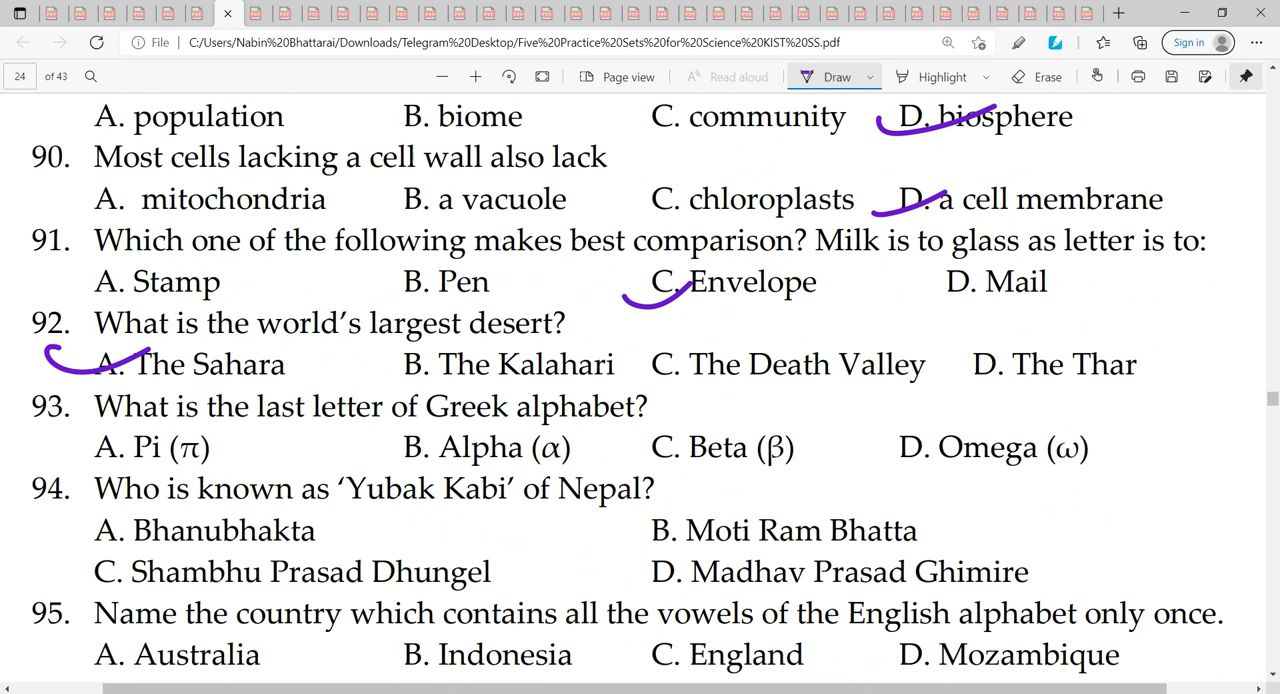 File
C:/Users/Nabin%20Bhattarai/Downloads/Telegram%20Desktop/Five%20Practice%20Sets%20for%20Science%20KIST%20SS.pdf
Sign in
24 of 43
Page view
Read aloud
Draw
Highlight
Erase
A. population B. biome C. community D. biosphere
90. Most cells lacking a cell wall also lack
A. mitochondria B. a vacuole C. chloroplasts D. a cell membrane
91. Which one of the following makes best comparison? Milk is to glass as letter is to:
A. Stamp B. Pen C. Envelope D. Mail
92. What is the world’s largest desert?
A. The Sahara B. The Kalahari C. The Death Valley D. The Thar
93. What is the last letter of Greek alphabet?
A. Pi (π) B. Alpha (α) C. Beta (β) D. Omega (ω)
94. Who is known as ‘Yubak Kabi’ of Nepal?
A. Bhanubhakta B. Moti Ram Bhatta
C. Shambhu Prasad Dhungel D. Madhav Prasad Ghimire
95. Name the country which contains all the vowels of the English alphabet only once.
A. Australia B. Indonesia C. England D. Mozambique